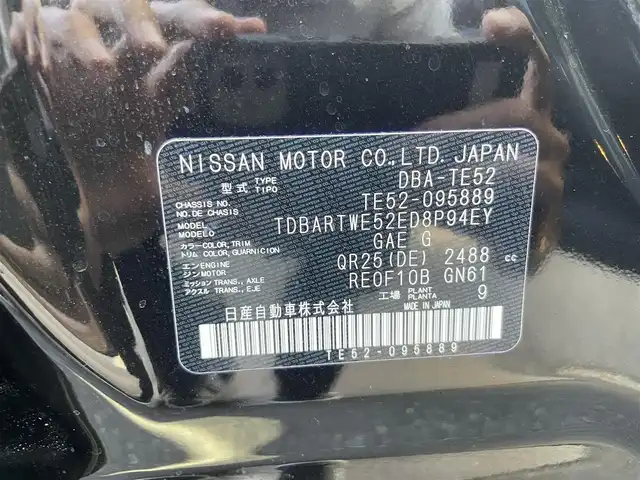 NISSAN MOTOR CO., LTD. JAPAN
型式 TYPE TIPO DBA-TE52
CHASSIS NO. NO. DE CHASSIS TE52-095889
MODEL MODELO TDBARTWE52ED8P94EY
カラー COLOR, TRIM トリム COLOR, GUARNICION GAE G
エンジン ENGINE MOTOR QR25(DE) 2488 cc
ミッション TRANS., AXLE アクスル TRANS., EJE RE0F10B GN61
工場 PLANT PLANTA 9
日産自動車株式会社 MADE IN JAPAN
TE52-095889